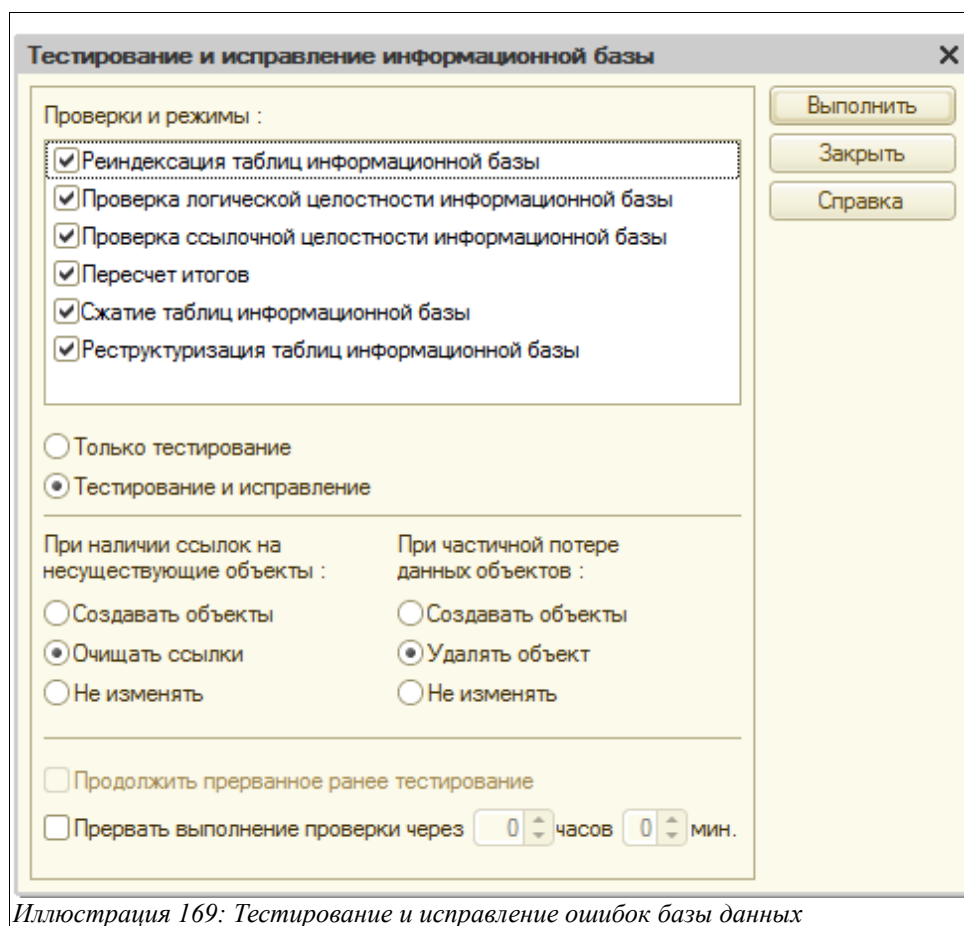 Тестирование и исправление информационной базы
Проверки и режимы :
Реиндексация таблиц информационной базы
Проверка логической целостности информационной базы
Проверка ссылочной целостности информационной базы
Пересчет итогов
Сжатие таблиц информационной базы
Реструктуризация таблиц информационной базы
Выполнить
Закрыть
Справка
Только тестирование
Тестирование и исправление
При наличии ссылок на
несуществующие объекты :
Создавать объекты
Очищать ссылки
Не изменять
При частичной потере
данных объектов :
Создавать объекты
Удалять объект
Не изменять
Продолжить прерванное ранее тестирование
Прервать выполнение проверки через 0 часов 0 мин.
Иллюстрация 169: Тестирование и исправление ошибок базы данных